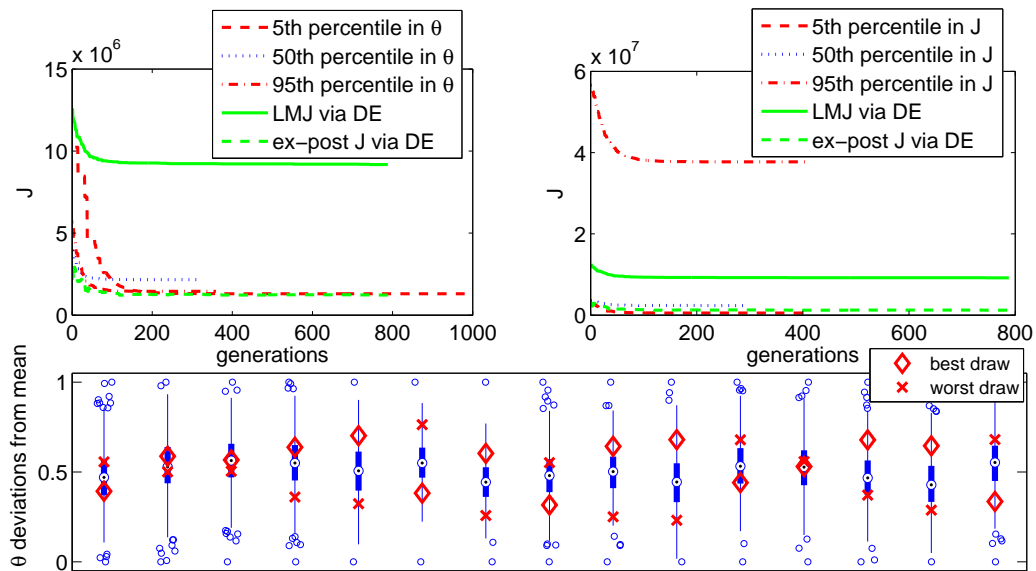 5th percentile in θ
50th percentile in θ
95th percentile in θ
LMJ via DE
ex−post J via DE
x 10^6
15
10
5
0
J
0
200
400
600
800
1000
generations
5th percentile in J
50th percentile in J
95th percentile in J
LMJ via DE
ex−post J via DE
x 10^7
6
4
2
0
J
0
200
400
600
800
generations
best draw
worst draw
θ deviations from mean
1
0.5
0